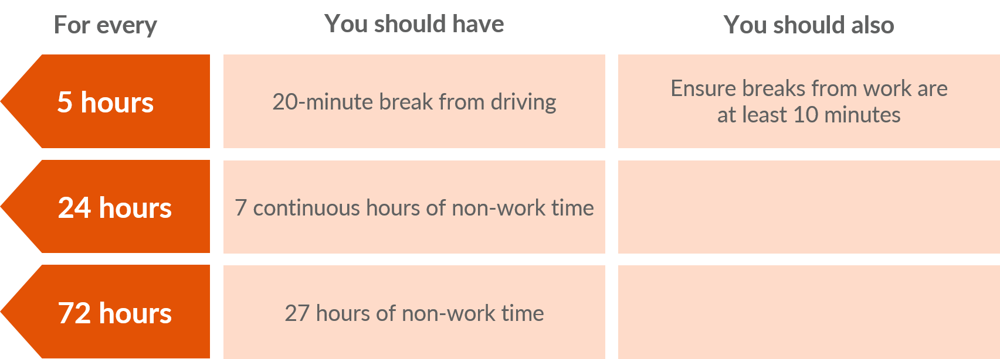 For every
You should have
You should also
5 hours
20-minute break from driving
Ensure breaks from work are
at least 10 minutes
24 hours
7 continuous hours of non-work time
72 hours
27 hours of non-work time